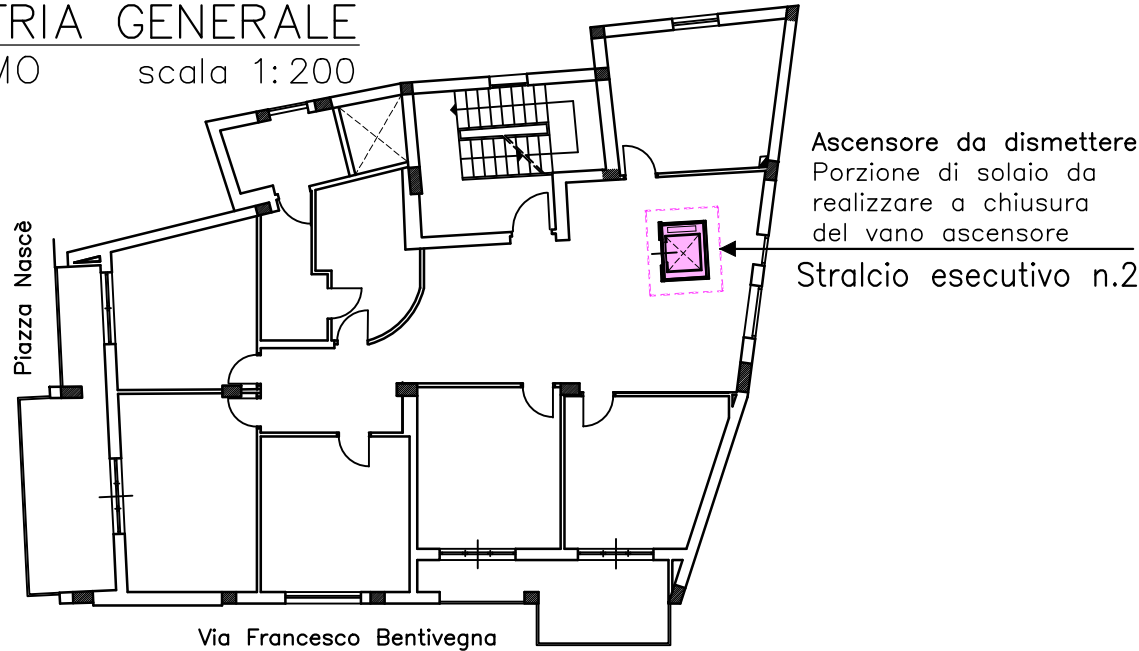 TRIA GENERALE
MO scala 1:200
Ascensore da dismettere
Porzione di solaio da
realizzare a chiusura
del vano ascensore
Stralcio esecutivo n.2
Piazza Nascè
Via Francesco Bentivegna